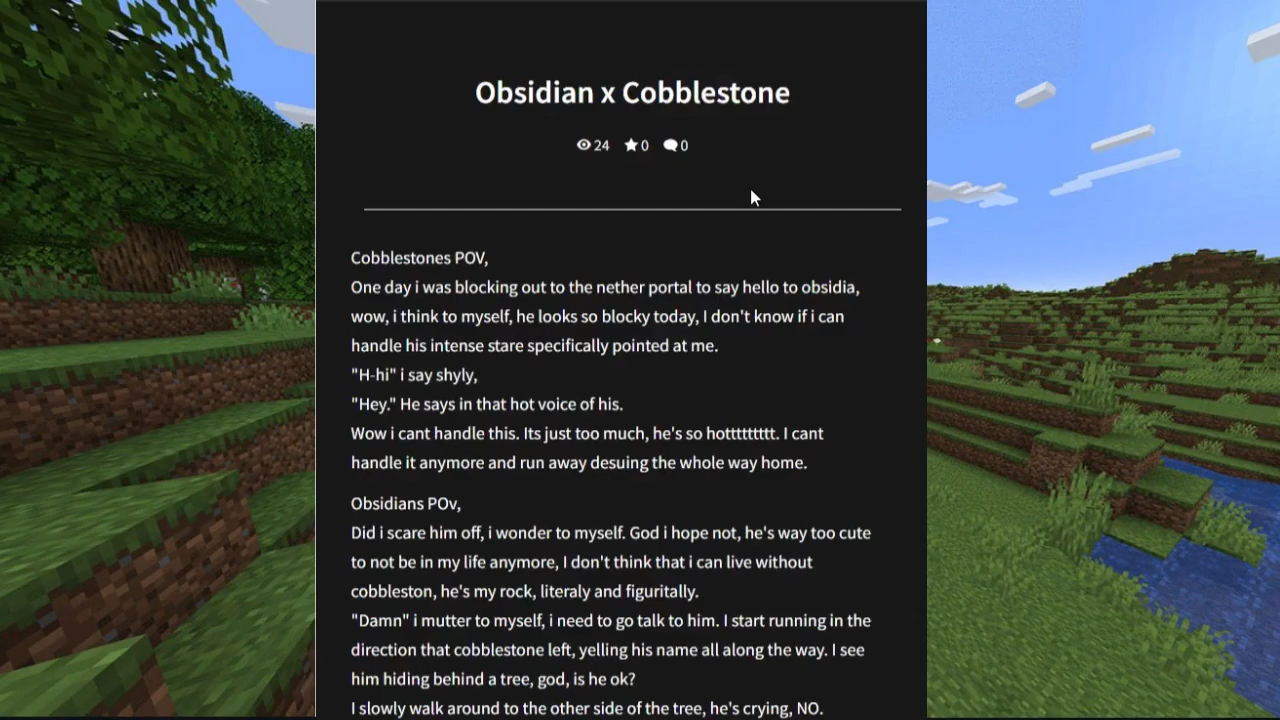 Obsidian x Cobblestone
24 0 0
Cobblestones POV,
One day i was blocking out to the nether portal to say hello to obsidia,
wow, i think to myself, he looks so blocky today, I don't know if i can
handle his intense stare specifically pointed at me.
"H-hi" i say shyly,
"Hey." He says in that hot voice of his.
Wow i cant handle this. Its just too much, he's so hottttttttt. I cant
handle it anymore and run away desuing the whole way home.
Obsidians POv,
Did i scare him off, i wonder to myself. God i hope not, he's way too cute
to not be in my life anymore, I don't think that i can live without
cobbleston, he's my rock, literaly and figuritally.
"Damn" i mutter to myself, i need to go talk to him. I start running in the
direction that cobblestone left, yelling his name all along the way. I see
him hiding behind a tree, god, is he ok?
I slowly walk around to the other side of the tree, he's crying, NO.